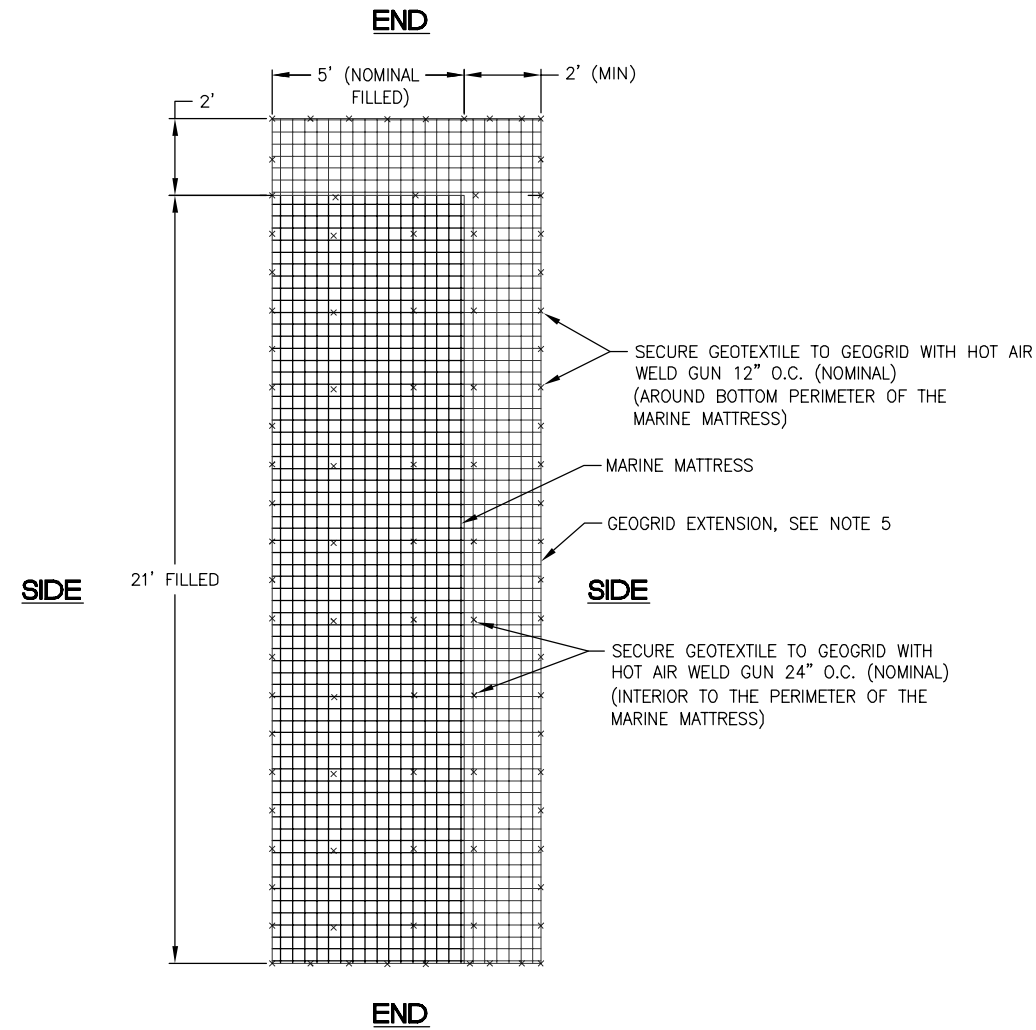 END
5' (NOMINAL
FILLED)
2' (MIN)
2'
SECURE GEOTEXTILE TO GEOGRID WITH HOT AIR
WELD GUN 12" O.C. (NOMINAL)
(AROUND BOTTOM PERIMETER OF THE
MARINE MATTRESS)
MARINE MATTRESS
GEOGRID EXTENSION, SEE NOTE 5
21' FILLED
SIDE
SIDE
SECURE GEOTEXTILE TO GEOGRID WITH
HOT AIR WELD GUN 24" O.C. (NOMINAL)
(INTERIOR TO THE PERIMETER OF THE
MARINE MATTRESS)
END